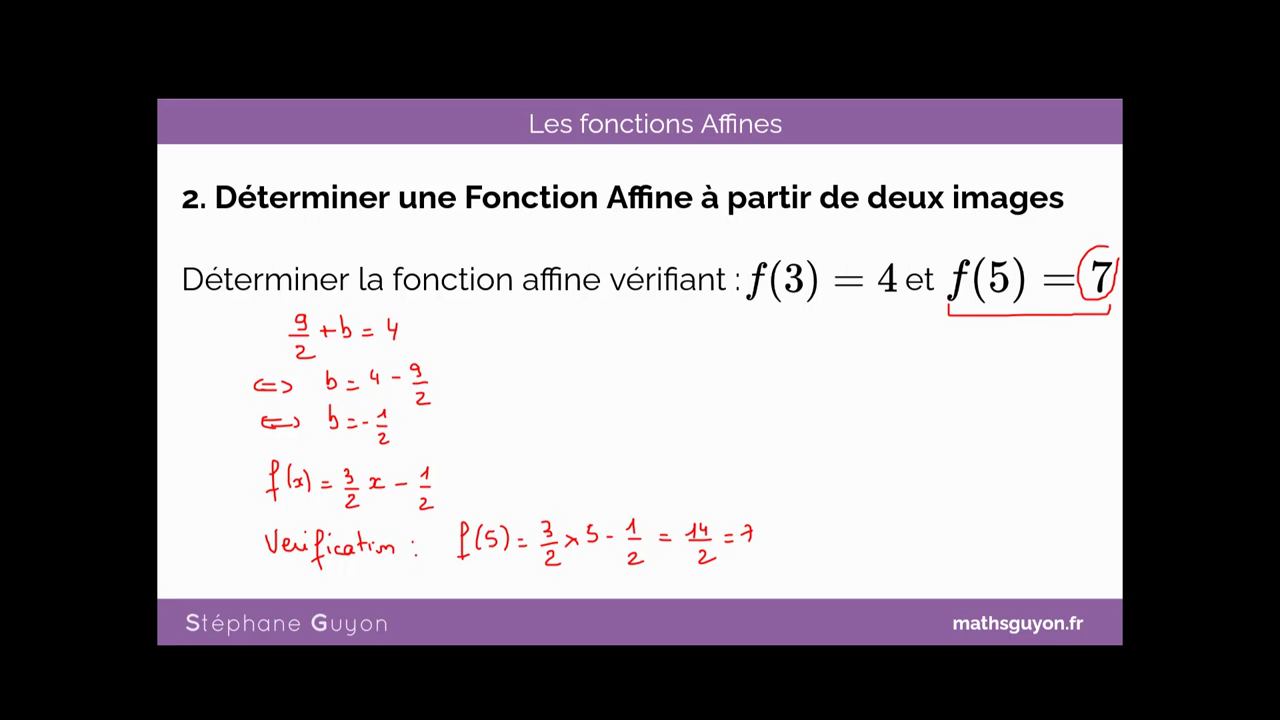 Les fonctions Affines
2. Déterminer une Fonction Affine à partir de deux images
Déterminer la fonction affine vérifiant : f(3) = 4 et f(5) = 7
9/2 + b = 4
⟺ b = 4 - 9/2
⟺ b = - 1/2
f(x) = 3/2 x - 1/2
Verification : f(5) = 3/2 × 5 - 1/2 = 14/2 = 7
Stéphane Guyon
mathsguyon.fr